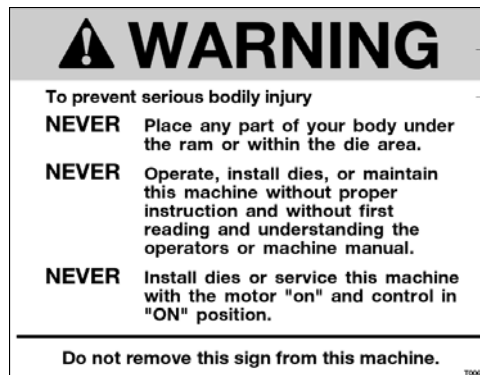 WARNING
To prevent serious bodily injury
NEVER Place any part of your body under
the ram or within the die area.
NEVER Operate, install dies, or maintain
this machine without proper
instruction and without first
reading and understanding the
operators or machine manual.
NEVER Install dies or service this machine
with the motor "on" and control in
"ON" position.
Do not remove this sign from this machine.